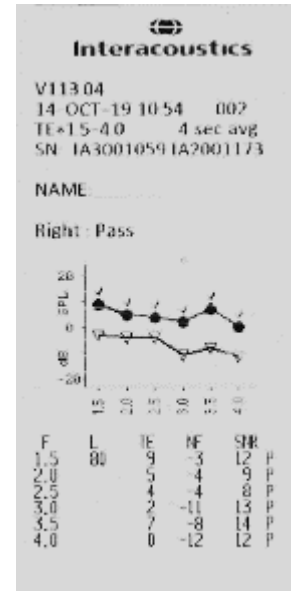 Interacoustics
V113.04
14-OCT-19 10:54 002
TE*1.5-4.0 4 sec avg
SN: IA3001059 IA2001173
NAME:
Right: Pass
20
0
-20
dB SPL
1.5 2.0 2.5 3.0 3.5 4.0
F L TE NF SNR
1.5 80 9 -3 12 P
2.0 5 -4 9 P
2.5 4 -4 8 P
3.0 2 -11 13 P
3.5 7 -8 14 P
4.0 0 -12 12 P